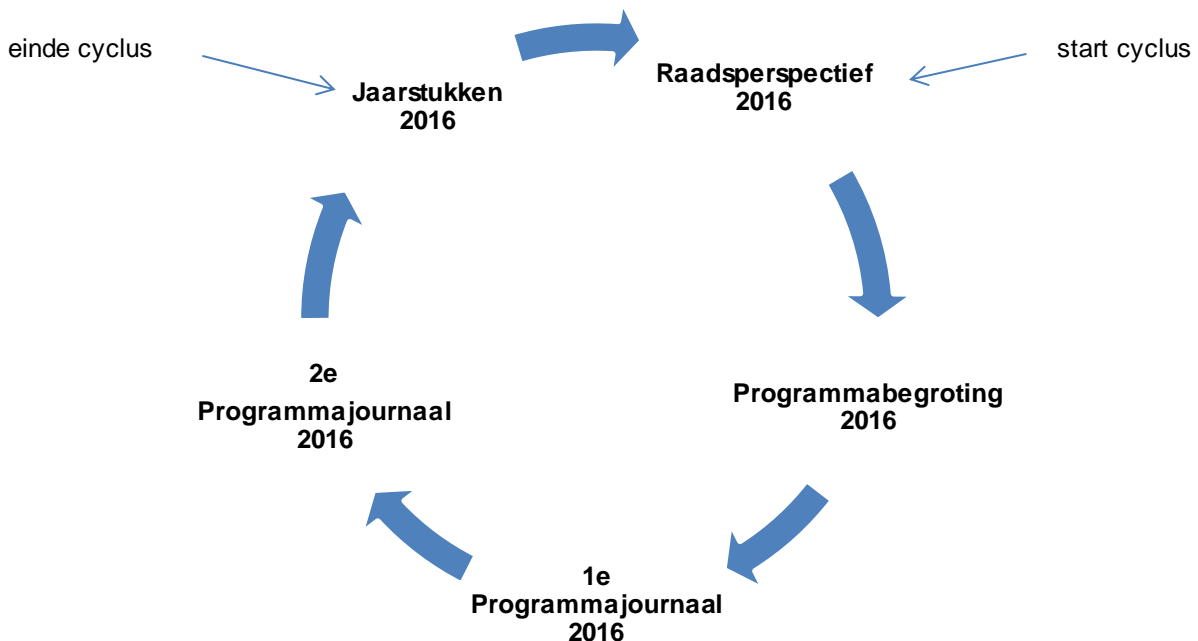 einde cyclus
start cyclus
Raadsperspectief
2016
Jaarstukken
2016
Programmabegroting
2016
1e
Programmajournaal
2016
2e
Programmajournaal
2016